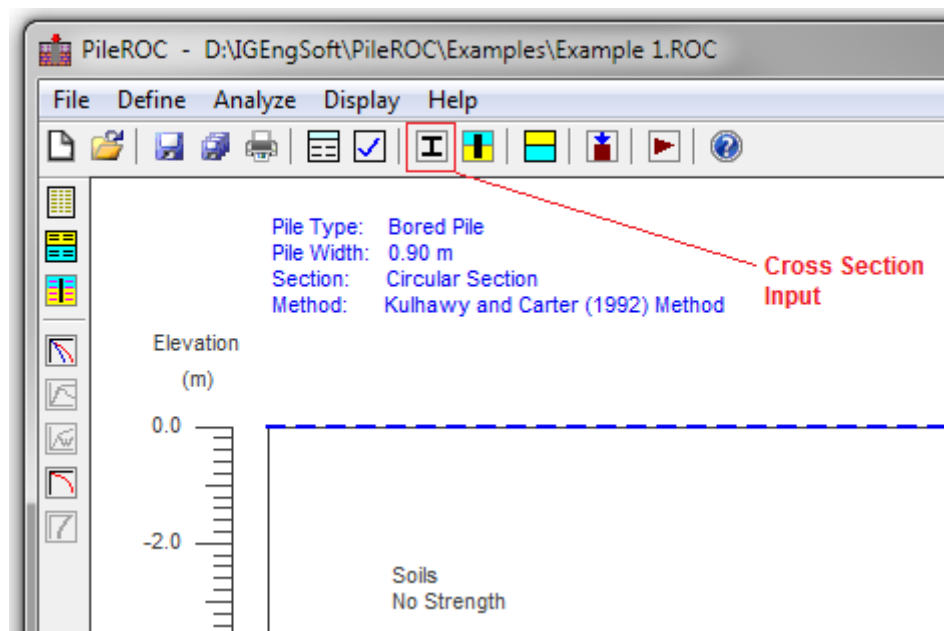 PileROC - D:\IGEngSoft\PileROC\Examples\Example 1.ROC
File Define Analyze Display Help
Pile Type: Bored Pile
Pile Width: 0.90 m
Section: Circular Section
Method: Kulhawy and Carter (1992) Method
Cross Section
Input
Elevation
(m)
0.0
-2.0
Soils
No Strength